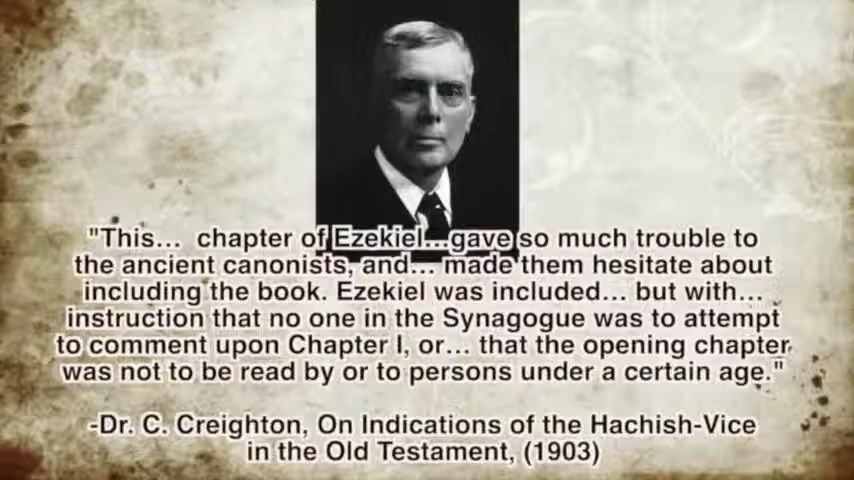 "This... chapter of Ezekiel...gave so much trouble to
the ancient canonists, and... made them hesitate about
including the book. Ezekiel was included... but with...
instruction that no one in the Synagogue was to attempt
to comment upon Chapter I, or... that the opening chapter
was not to be read by or to persons under a certain age."
-Dr. C. Creighton, On Indications of the Hachish-Vice
in the Old Testament, (1903)